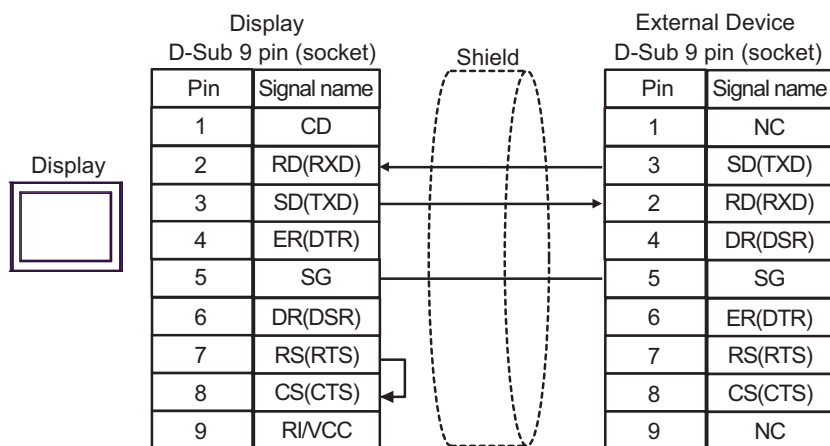 Display
D-Sub 9 pin (socket)
Shield
External Device
D-Sub 9 pin (socket)
Display
Pin Signal name
1 CD
2 RD(RXD)
3 SD(TXD)
4 ER(DTR)
5 SG
6 DR(DSR)
7 RS(RTS)
8 CS(CTS)
9 RI/VCC
Pin Signal name
1 NC
3 SD(TXD)
2 RD(RXD)
4 DR(DSR)
5 SG
6 ER(DTR)
7 RS(RTS)
8 CS(CTS)
9 NC